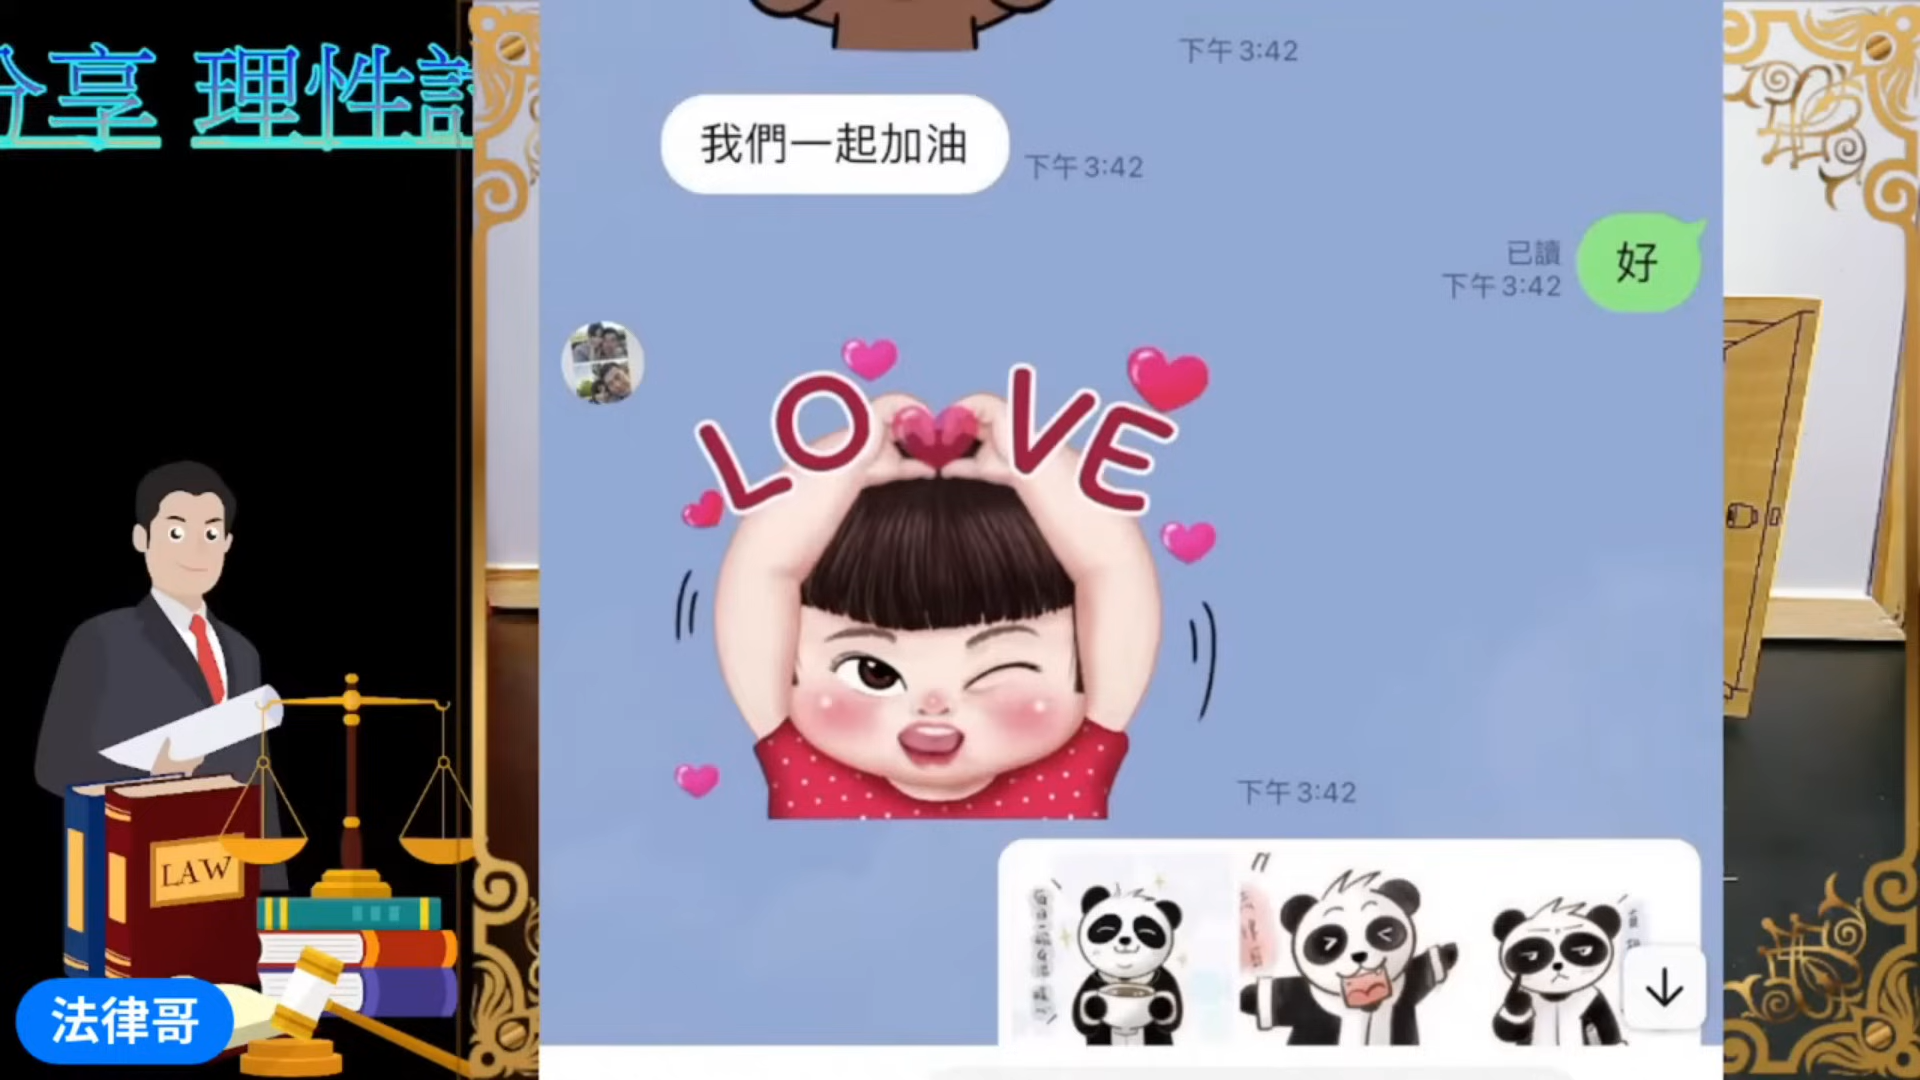 分享 理性討
下午 3:42
我們一起加油
下午 3:42
已讀
下午 3:42
好
LOVE
下午 3:42
LAW
法律哥